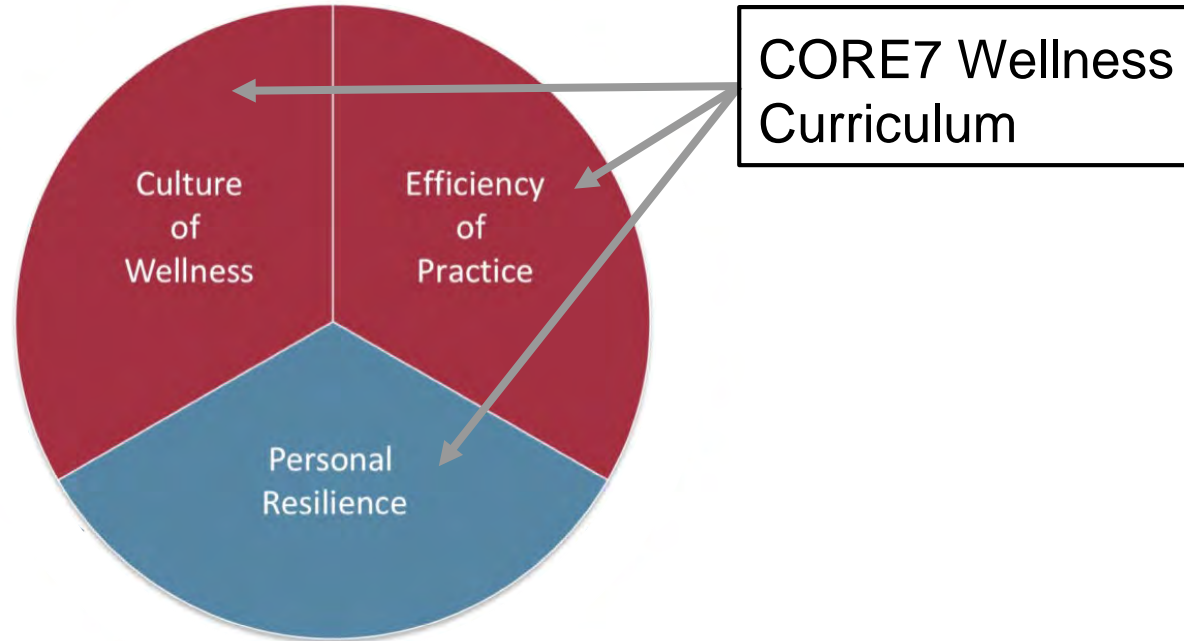 CORE7 Wellness
Curriculum
Culture
of
Wellness
Efficiency
of
Practice
Personal
Resilience